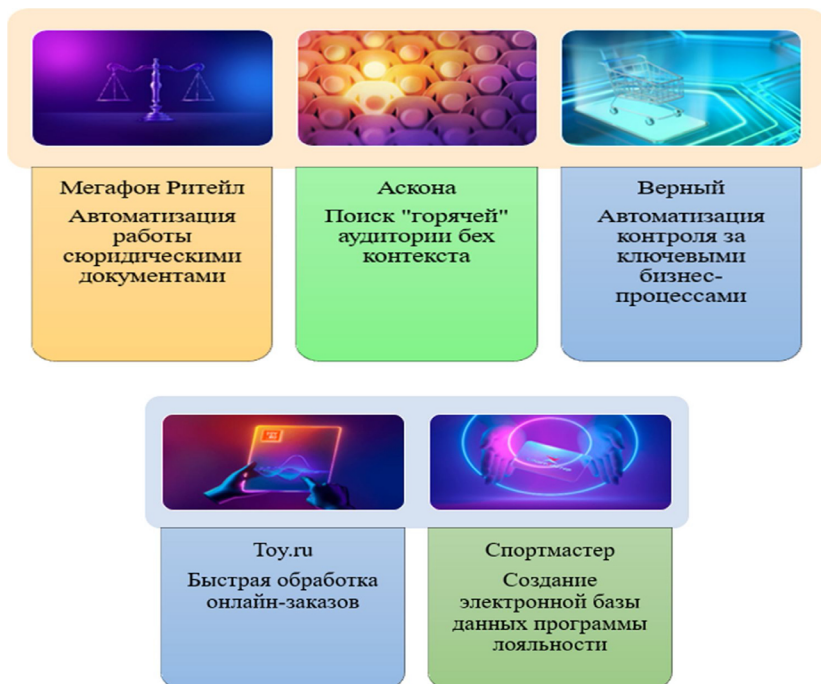 Мегафон Ритейл
Автоматизация
работы
сюридическими
документами
Аскона
Поиск "горячей"
аудитории бех
контекста
Верный
Автоматизация
контроля за
ключевыми
бизнес-
процессами
Toy.ru
Быстрая обработка
онлайн-заказов
Спортмастер
Создание
электронной базы
данных программы
лояльности